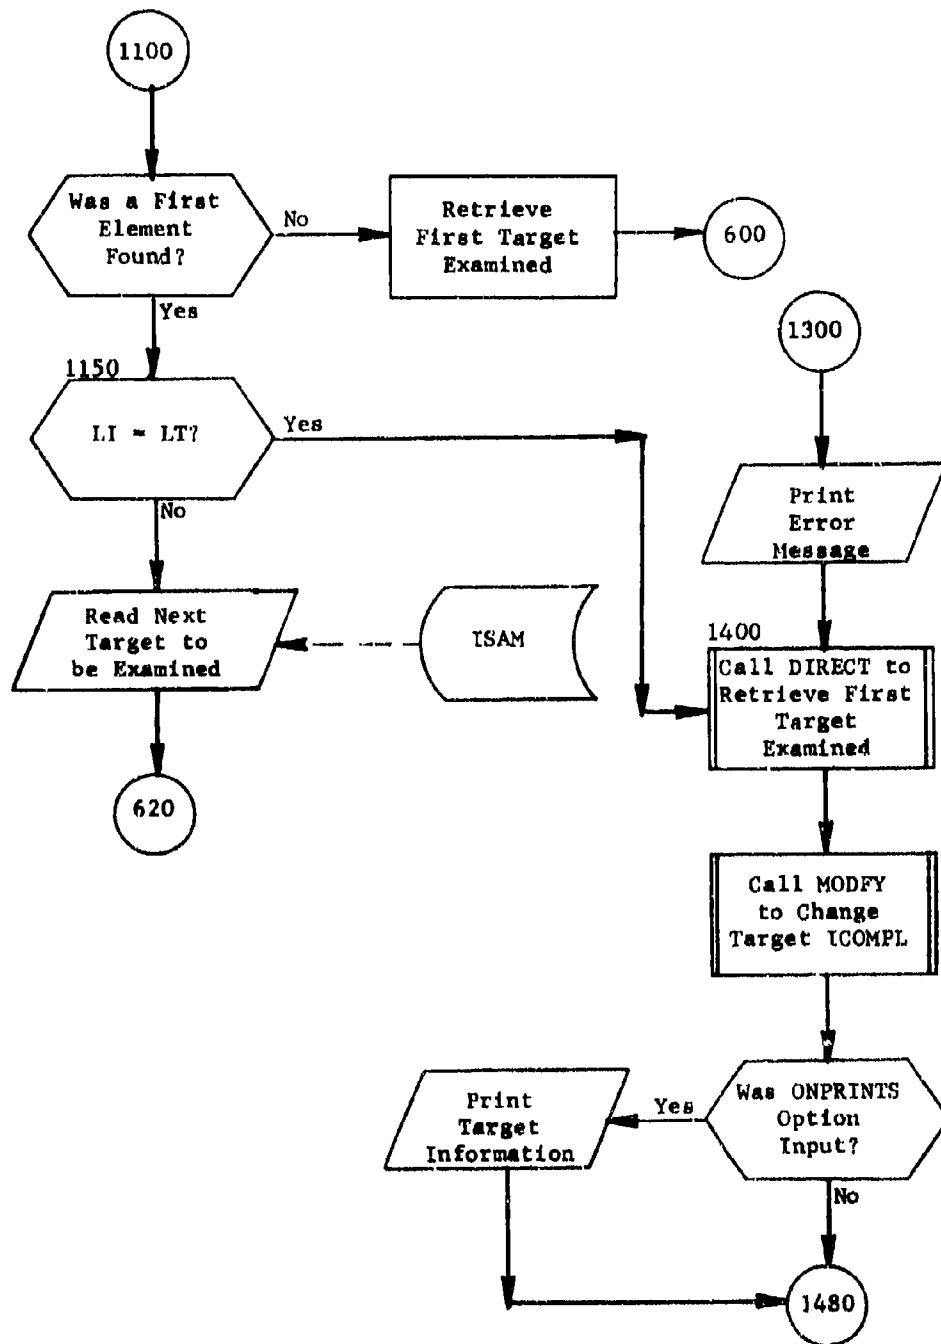 1100
Was a First
Element
Found?
No
Retrieve
First Target
Examined
600
Yes
1300
1150
LI = LT?
Yes
No
Print
Error
Message
Read Next
Target to
be Examined
ISAM
1400
Call DIRECT to
Retrieve First
Target
Examined
620
Call MODFY
to Change
Target ICOMPL
Print
Target
Information
Yes
Was ONPRINTS
Option
Input?
No
1480